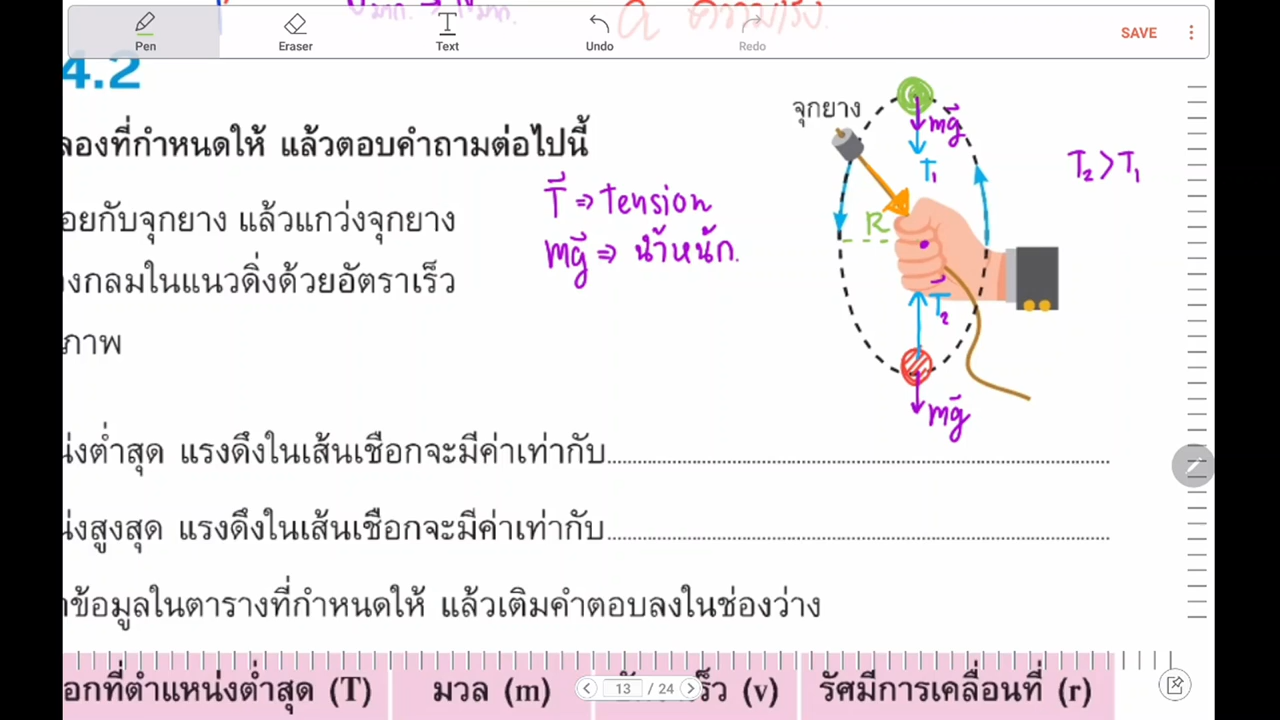 ความแรง.
Pen
Eraser
Text
Undo
Redo
SAVE
4.2
จุกยาง
ลองที่กำหนดให้ แล้วตอบคำถามต่อไปนี้
mg
T₁
T₂ > T₁
T ⇒ Tension
อยกับจุกยาง แล้วแกว่งจุกยาง
R
mg ⇒ น้ำหนัก.
งกลมในแนวดิ่งด้วยอัตราเร็ว
T₂
ภาพ
mg
น่งต่ำสุด แรงดึงในเส้นเชือกจะมีค่าเท่ากับ
น่งสูงสุด แรงดึงในเส้นเชือกจะมีค่าเท่ากับ
ข้อมูลในตารางที่กำหนดให้ แล้วเติมคำตอบลงในช่องว่าง
อกที่ตำแหน่งต่ำสุด (T)
มวล (m)
ร็ว (v)
รัศมีการเคลื่อนที่ (r)
13 / 24